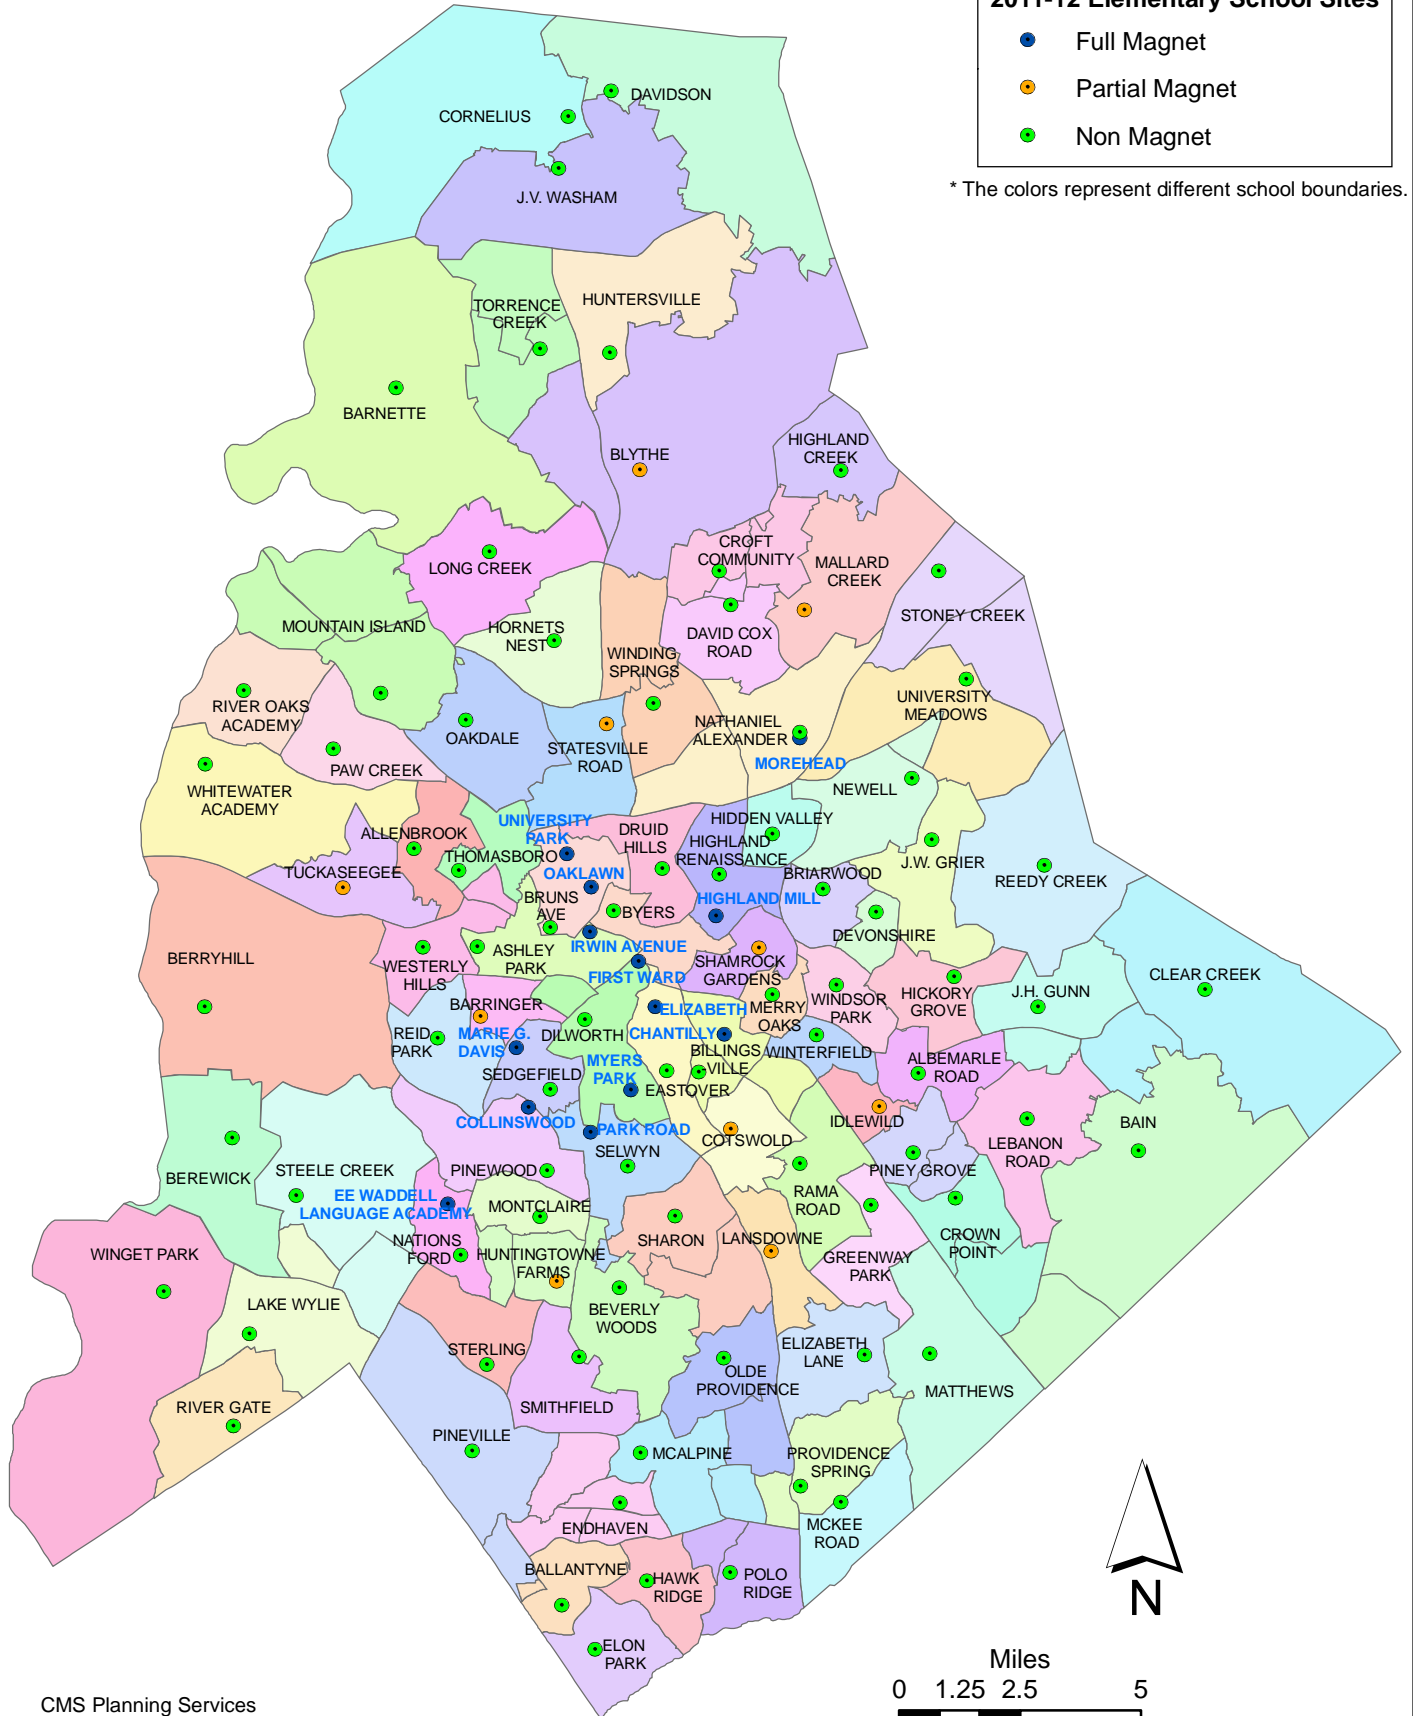 2011-12 Elementary School Sites
Full Magnet
Partial Magnet
Non Magnet
* The colors represent different school boundaries.
DAVIDSON
CORNELIUS
J.V. WASHAM
HUNTERSVILLE
TORRENCE
CREEK
BARNETTE
HIGHLAND
CREEK
BLYTHE
CROFT
COMMUNITY
LONG CREEK
MALLARD
CREEK
STONEY CREEK
MOUNTAIN ISLAND
HORNETS
NEST
DAVID COX
ROAD
WINDING
SPRINGS
RIVER OAKS
ACADEMY
UNIVERSITY
MEADOWS
OAKDALE
NATHANIEL
ALEXANDER
STATESVILLE
ROAD
MOREHEAD
PAW CREEK
WHITEWATER
ACADEMY
NEWELL
UNIVERSITY
PARK
HIDDEN VALLEY
ALLENBROOK
DRUID
HILLS
HIGHLAND
RENAISSANCE
THOMASBORO
J.W. GRIER
TUCKASEEGEE
OAKLAWN
BRIARWOOD
REEDY CREEK
BRUNS
AVE
HIGHLAND MILL
BYERS
DEVONSHIRE
IRWIN AVENUE
ASHLEY
PARK
BERRYHILL
WESTERLY
HILLS
SHAMROCK
GARDENS
FIRST WARD
CLEAR CREEK
J.H. GUNN
HICKORY
GROVE
WINDSOR
PARK
BARRINGER
ELIZABETH
MERRY
OAKS
REID
PARK
MARIE G.
DAVIS
DILWORTH
CHANTILLY
BILLINGS
VILLE
WINTERFIELD
ALBEMARLE
ROAD
MYERS
PARK
SEDGEFIELD
EASTOVER
COLLINSWOOD
PARK ROAD
IDLEWILD
BAIN
COTSWOLD
LEBANON
ROAD
SELWYN
PINEY GROVE
STEELE CREEK
PINEWOOD
BEREWICK
EE WADDELL
LANGUAGE ACADEMY
MONTCLAIRE
RAMA
ROAD
CROWN
POINT
NATIONS
FORD
SHARON
LANSDOWNE
WINGET PARK
HUNTINGTOWNE
FARMS
GREENWAY
PARK
LAKE WYLIE
BEVERLY
WOODS
ELIZABETH
LANE
STERLING
OLDE
PROVIDENCE
MATTHEWS
RIVER GATE
SMITHFIELD
PINEVILLE
MCALPINE
PROVIDENCE
SPRING
ENDHAVEN
MCKEE
ROAD
BALLANTYNE
HAWK
RIDGE
POLO
RIDGE
N
ELON
PARK
Miles
0 1.25 2.5 5
CMS Planning Services